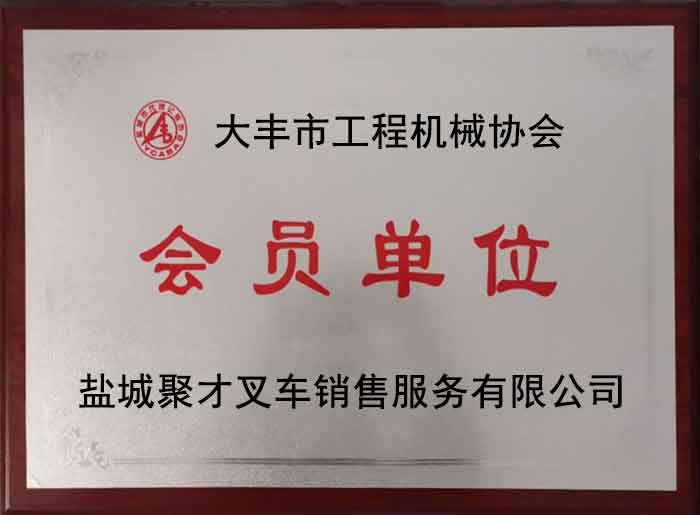 大丰市工程机械协会
会员单位
盐城聚才叉车销售服务有限公司